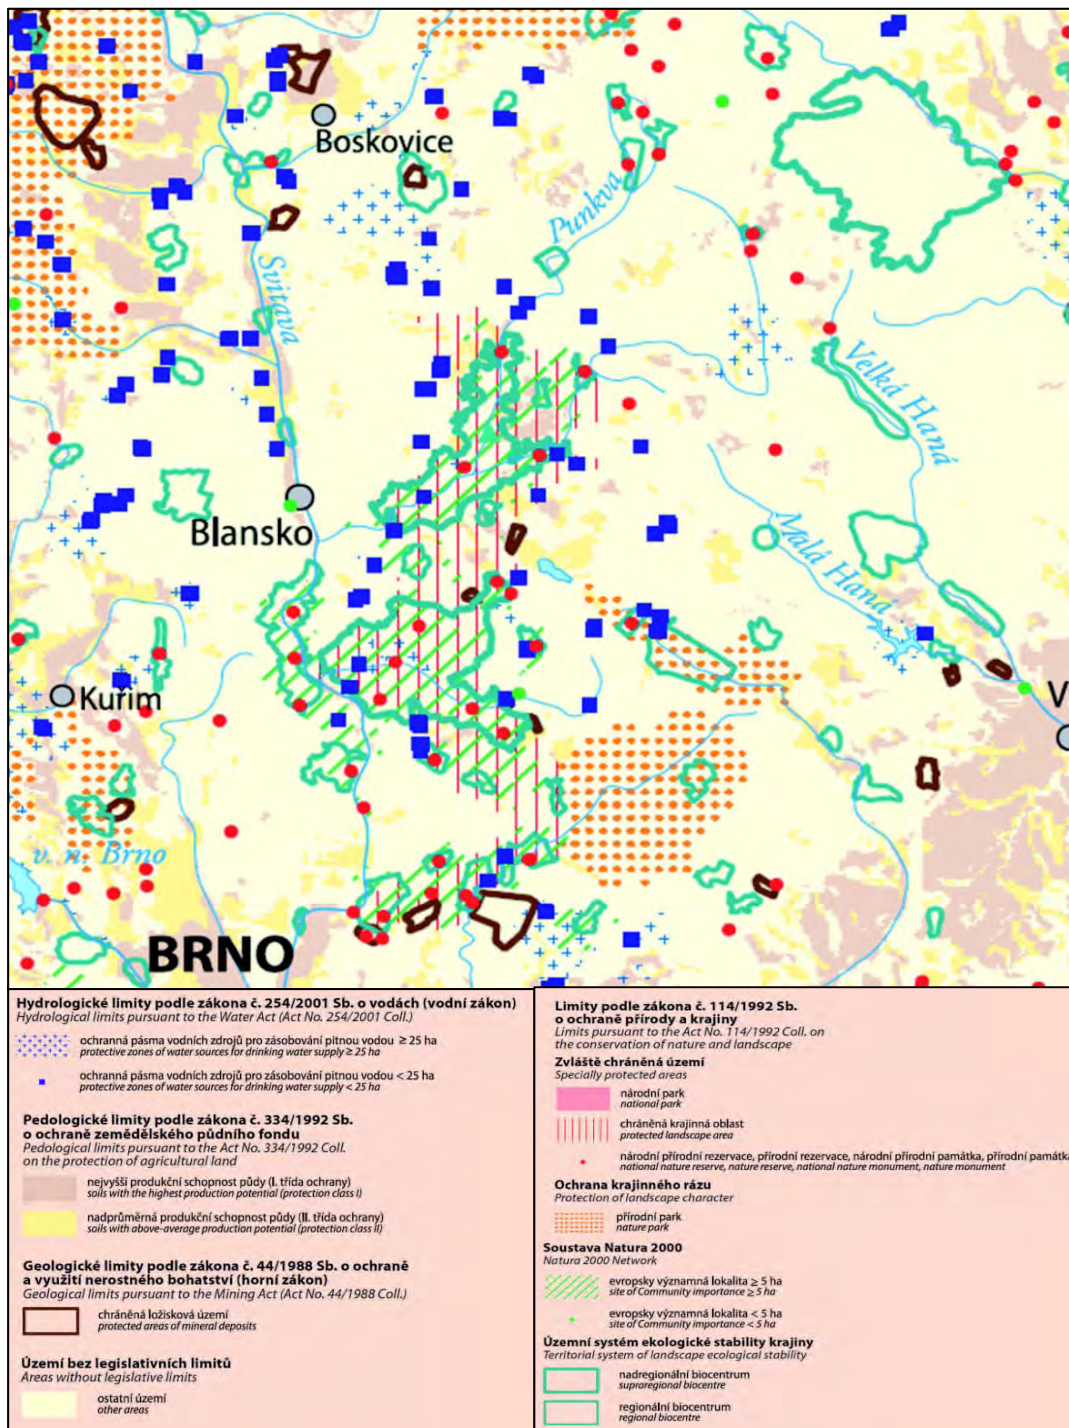 Boskovice
Punkva
Svitava
Velká Haná
Blansko
Malá Haná
Kuřim
V
v. n. Brno
BRNO
Hydrologické limity podle zákona č. 254/2001 Sb. o vodách (vodní zákon)
Hydrological limits pursuant to the Water Act (Act No. 254/2001 Coll.)
ochranná pásma vodních zdrojů pro zásobování pitnou vodou ≥ 25 ha
protective zones of water sources for drinking water supply ≥ 25 ha
ochranná pásma vodních zdrojů pro zásobování pitnou vodou < 25 ha
protective zones of water sources for drinking water supply < 25 ha
Pedologické limity podle zákona č. 334/1992 Sb.
o ochraně zemědělského půdního fondu
Pedological limits pursuant to the Act No. 334/1992 Coll.
on the protection of agricultural land
nejvyšší produkční schopnost půdy (I. třída ochrany)
soils with the highest production potential (protection class I)
nadprůměrná produkční schopnost půdy (II. třída ochrany)
soils with above-average production potential (protection class II)
Geologické limity podle zákona č. 44/1988 Sb. o ochraně
a využití nerostného bohatství (horní zákon)
Geological limits pursuant to the Mining Act (Act No. 44/1988 Coll.)
chráněná ložisková území
protected areas of mineral deposits
Území bez legislativních limitů
Areas without legislative limits
ostatní území
other areas
Limity podle zákona č. 114/1992 Sb.
o ochraně přírody a krajiny
Limits pursuant to the Act No. 114/1992 Coll. on
the conservation of nature and landscape
Zvláště chráněné území
Specially protected areas
národní park
national park
chráněná krajinná oblast
protected landscape area
národní přírodní rezervace, přírodní rezervace, národní přírodní památka, přírodní památka
national nature reserve, nature reserve, national nature monument, nature monument
Ochrana krajinného rázu
Protection of landscape character
přírodní park
nature park
Soustava Natura 2000
Natura 2000 Network
evropsky významná lokalita ≥ 5 ha
site of Community importance ≥ 5 ha
evropsky významná lokalita < 5 ha
site of Community importance < 5 ha
Územní systém ekologické stability krajiny
Territorial system of landscape ecological stability
nadregionální biocentrum
supraregional biocentre
regionální biocentrum
regional biocentre